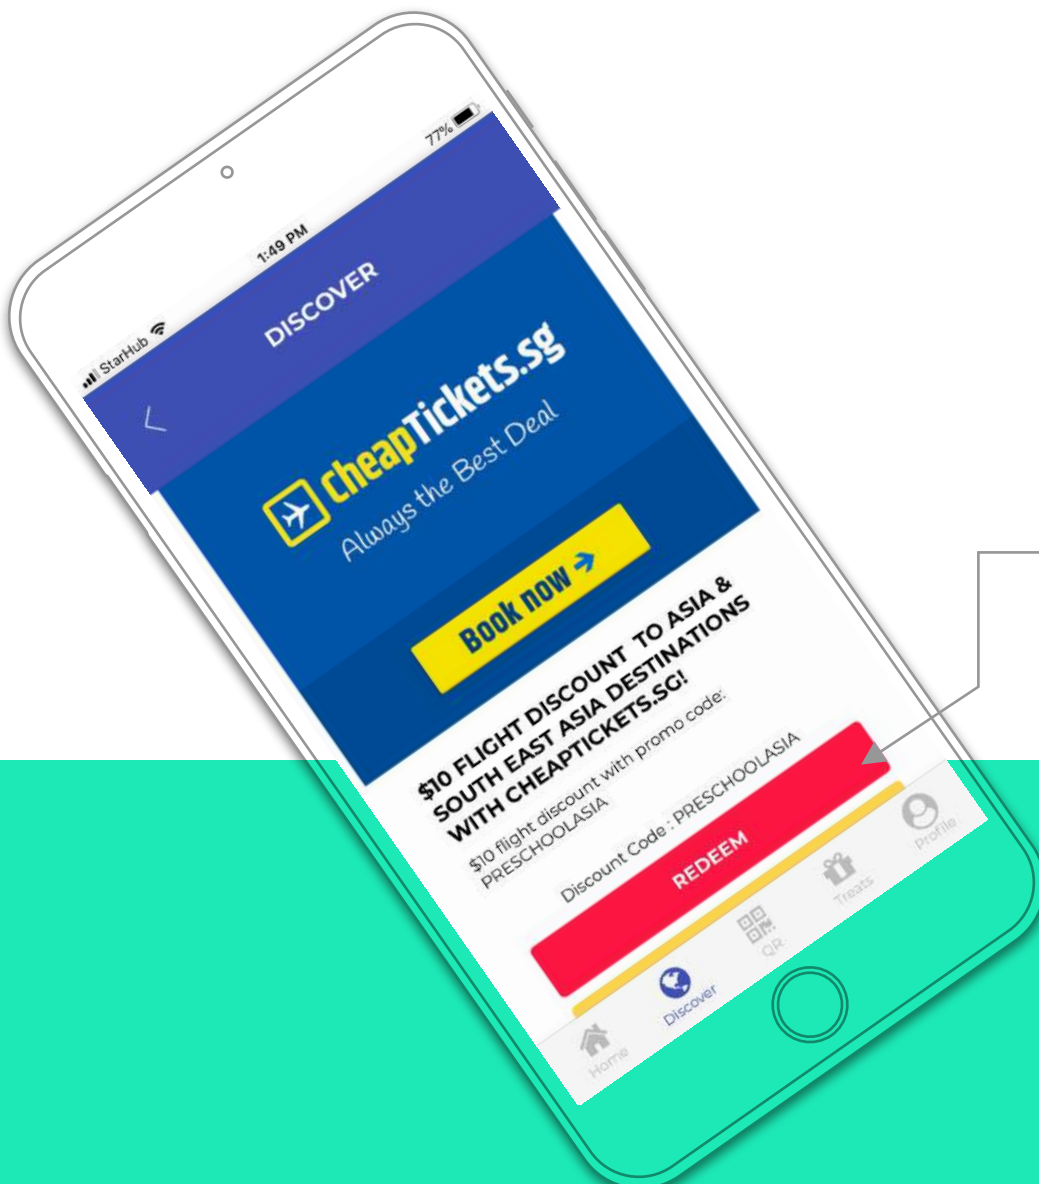 StarHub
1:49 PM
77%
DISCOVER
cheapTickets.sg
Always the Best Deal
Book now
$10 FLIGHT DISCOUNT TO ASIA &
SOUTH EAST ASIA DESTINATIONS
WITH CHEAPTICKETS.SG!
$10 flight discount with promo code:
PRESCHOOLASIA
Discount Code : PRESCHOOLASIA
REDEEM
Home
Discover
QR
Treats
Profile